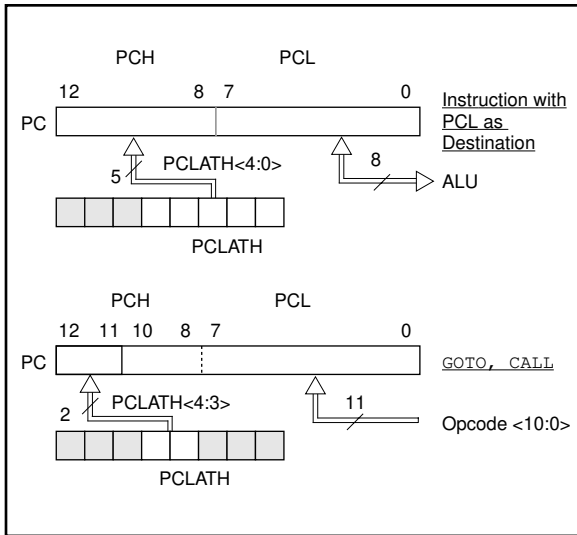 PCH PCL
12 8 7 0
PC
Instruction with
PCL as
Destination
5 PCLATH<4:0>
8
ALU
PCLATH
PCH PCL
12 11 10 8 7 0
PC
GOTO, CALL
2 PCLATH<4:3>
11
Opcode <10:0>
PCLATH